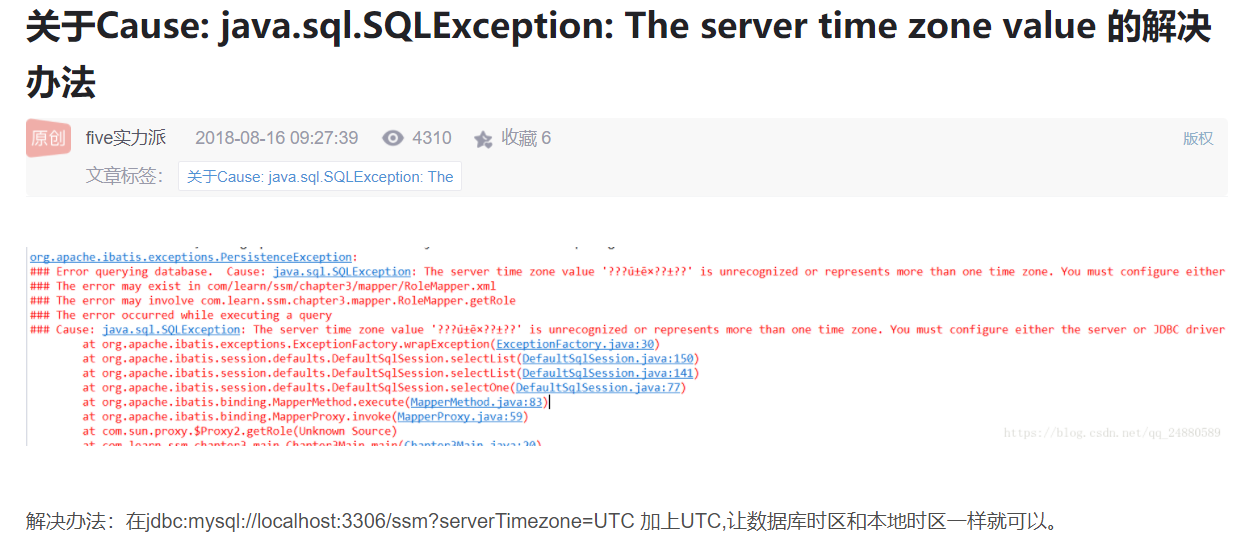 关于Cause: java.sql.SQLException: The server time zone value 的解决
办法
原创 five实力派 2018-08-16 09:27:39 4310 收藏 6 版权
文章标签： 关于Cause: java.sql.SQLException: The
org.apache.ibatis.exceptions.PersistenceException:
### Error querying database.  Cause: java.sql.SQLException: The server time zone value '???ú±ê×??±??' is unrecognized or represents more than one time zone. You must configure either
### The error may exist in com/learn/ssm/chapter3/mapper/RoleMapper.xml
### The error may involve com.learn.ssm.chapter3.mapper.RoleMapper.getRole
### The error occurred while executing a query
### Cause: java.sql.SQLException: The server time zone value '???ú±ê×??±??' is unrecognized or represents more than one time zone. You must configure either the server or JDBC driver
at org.apache.ibatis.exceptions.ExceptionFactory.wrapException(ExceptionFactory.java:30)
at org.apache.ibatis.session.defaults.DefaultSqlSession.selectList(DefaultSqlSession.java:150)
at org.apache.ibatis.session.defaults.DefaultSqlSession.selectList(DefaultSqlSession.java:141)
at org.apache.ibatis.session.defaults.DefaultSqlSession.selectOne(DefaultSqlSession.java:77)
at org.apache.ibatis.binding.MapperMethod.execute(MapperMethod.java:83)
at org.apache.ibatis.binding.MapperProxy.invoke(MapperProxy.java:59)
at com.sun.proxy.$Proxy2.getRole(Unknown Source)
at com.learn.ssm.chapter3.main.Chapter3Main.main(Chapter3Main.java:20)
https://blog.csdn.net/qq_24880589
解决办法：在jdbc:mysql://localhost:3306/ssm?serverTimezone=UTC 加上UTC,让数据库时区和本地时区一样就可以。